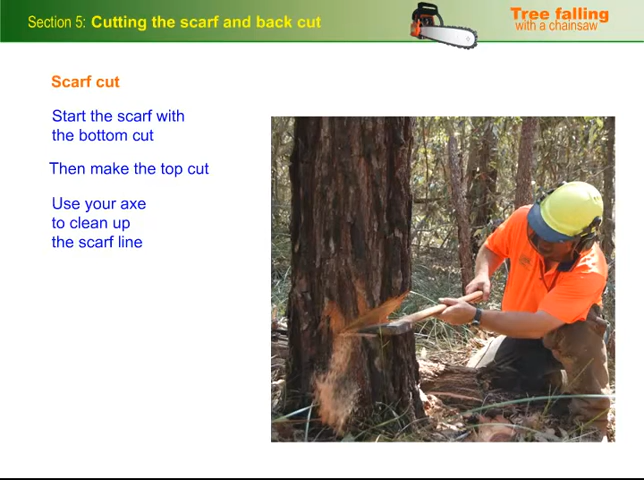 Section 5: Cutting the scarf and back cut
Tree falling
with a chainsaw
Scarf cut
Start the scarf with
the bottom cut
Then make the top cut
Use your axe
to clean up
the scarf line